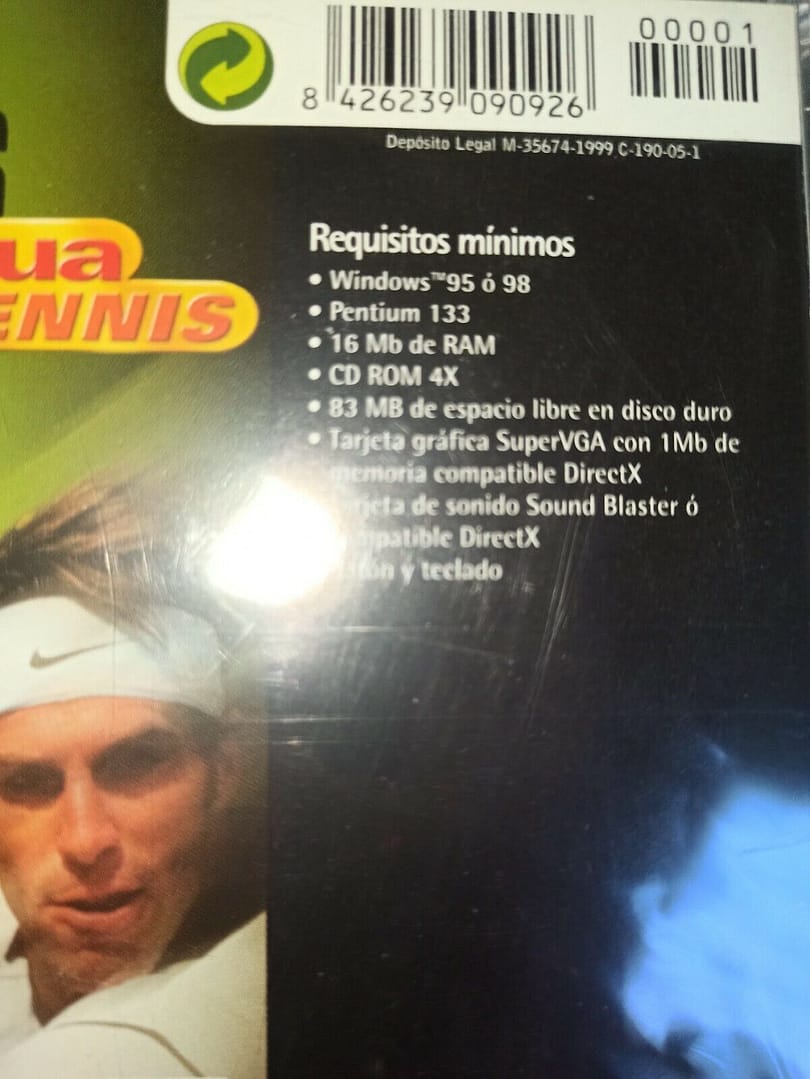 00001
8 426239 090926
Depósito Legal M-35674-1999 C-190-05-1
Requisitos mínimos
• Windows™95 ó 98
• Pentium 133
• 16 Mb de RAM
• CD ROM 4X
• 83 MB de espacio libre en disco duro
• Tarjeta gráfica SuperVGA con 1Mb de
memoria compatible DirectX
Tarjeta de sonido Sound Blaster ó
compatible DirectX
y teclado
ua
ENNIS